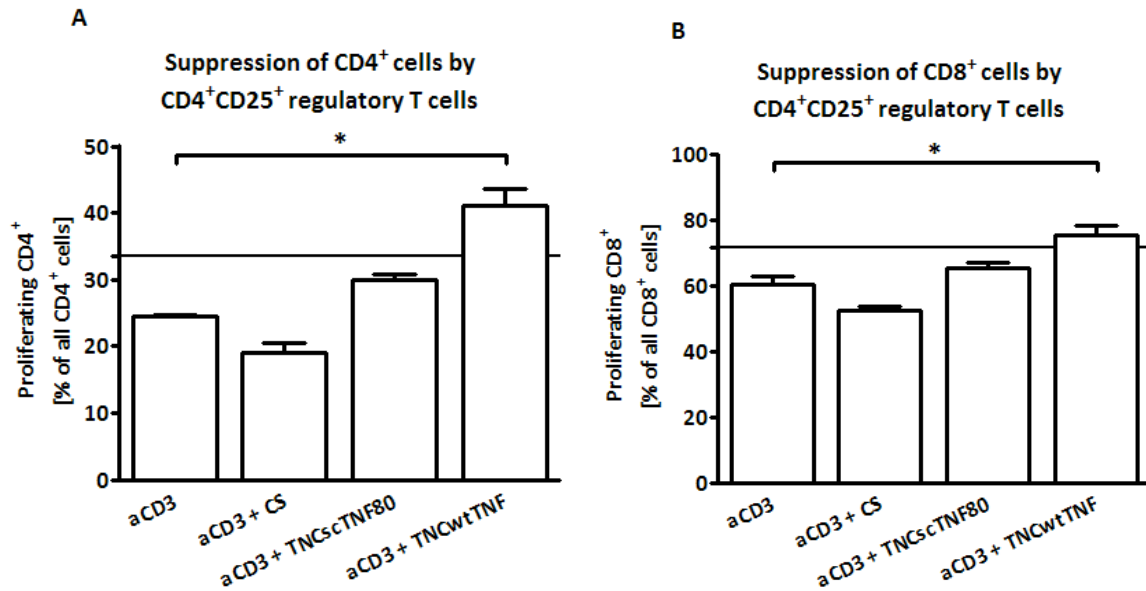 A
Suppression of CD4⁺ cells by
CD4⁺CD25⁺ regulatory T cells
*
50
40
30
20
10
0
Proliferating CD4⁺
[% of all CD4⁺ cells]
aCD3
aCD3 + CS
aCD3 + TNCscTNF80
aCD3 + TNCwtTNF
B
Suppression of CD8⁺ cells by
CD4⁺CD25⁺ regulatory T cells
*
100
80
60
40
20
0
Proliferating CD8⁺
[% of all CD8⁺ cells]
aCD3
aCD3 + CS
aCD3 + TNCscTNF80
aCD3 + TNCwtTNF